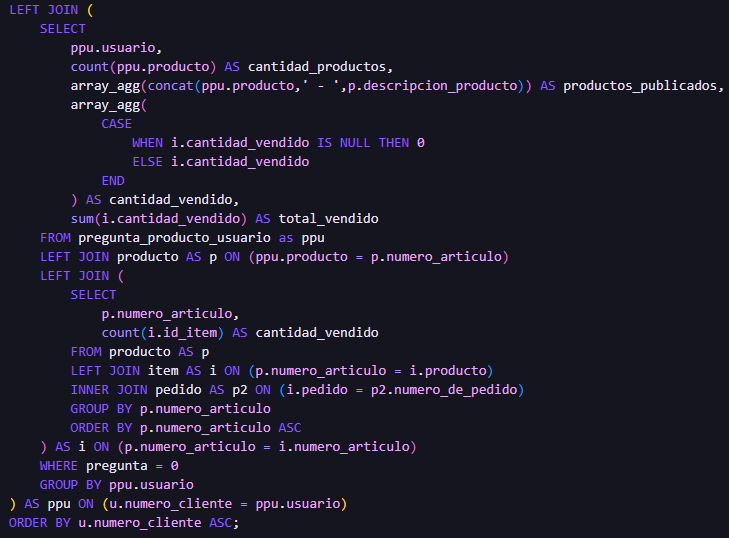 LEFT JOIN (
SELECT
ppu.usuario,
count(ppu.producto) AS cantidad_productos,
array_agg(concat(ppu.producto,' - ',p.descripcion_producto)) AS productos_publicados,
array_agg(
CASE
WHEN i.cantidad_vendido IS NULL THEN 0
ELSE i.cantidad_vendido
END
) AS cantidad_vendido,
sum(i.cantidad_vendido) AS total_vendido
FROM pregunta_producto_usuario as ppu
LEFT JOIN producto AS p ON (ppu.producto = p.numero_articulo)
LEFT JOIN (
SELECT
p.numero_articulo,
count(i.id_item) AS cantidad_vendido
FROM producto AS p
LEFT JOIN item AS i ON (p.numero_articulo = i.producto)
INNER JOIN pedido AS p2 ON (i.pedido = p2.numero_de_pedido)
GROUP BY p.numero_articulo
ORDER BY p.numero_articulo ASC
) AS i ON (p.numero_articulo = i.numero_articulo)
WHERE pregunta = 0
GROUP BY ppu.usuario
) AS ppu ON (u.numero_cliente = ppu.usuario)
ORDER BY u.numero_cliente ASC;